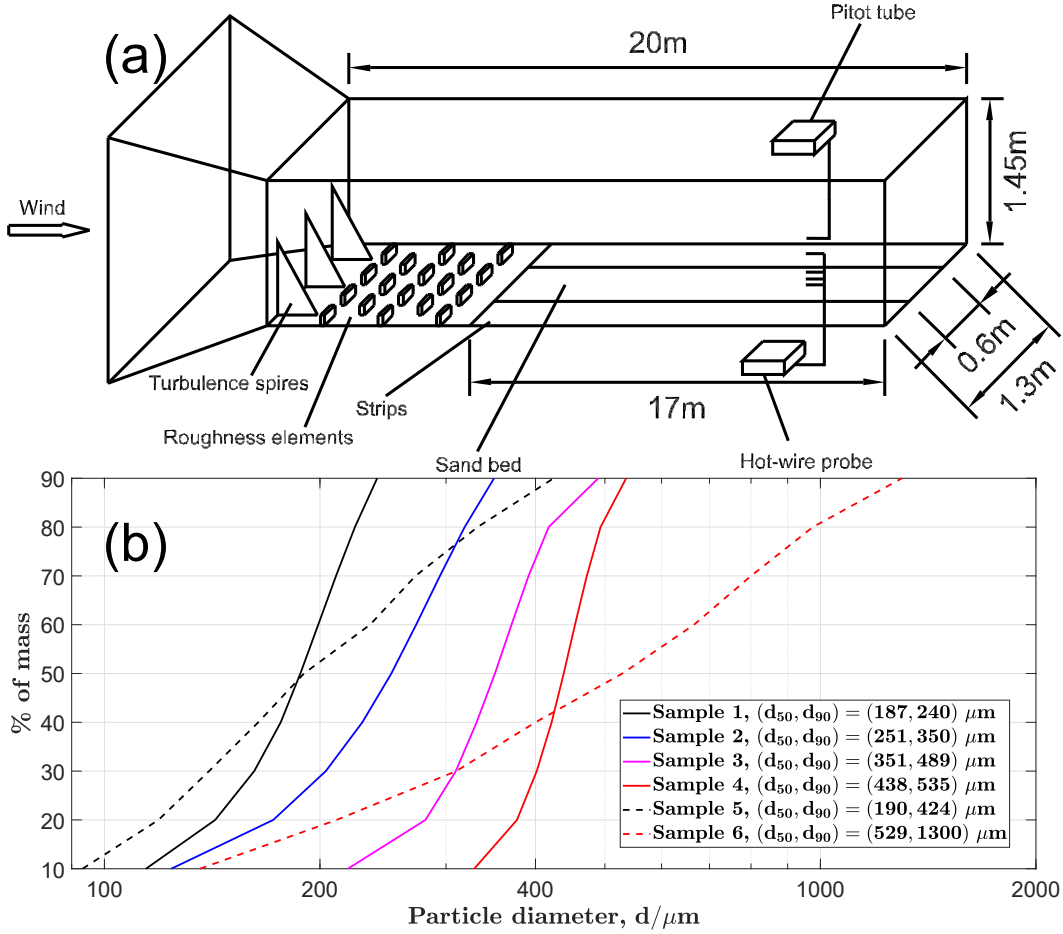 (a)
Pitot tube
20m
1.45m
Wind
0.6m
1.3m
Turbulence spires
Strips
17m
Roughness elements
Sand bed
Hot-wire probe
(b)
% of mass
90
80
70
60
50
40
30
20
10
Sample 1, (d₅₀, d₉₀) = (187, 240) μm
Sample 2, (d₅₀, d₉₀) = (251, 350) μm
Sample 3, (d₅₀, d₉₀) = (351, 489) μm
Sample 4, (d₅₀, d₉₀) = (438, 535) μm
Sample 5, (d₅₀, d₉₀) = (190, 424) μm
Sample 6, (d₅₀, d₉₀) = (529, 1300) μm
100 200 400 1000 2000
Particle diameter, d/μm